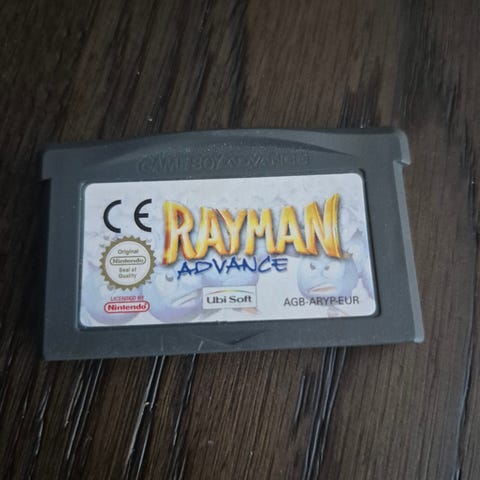 GAME BOY ADVANCE
CE
RAYMAN
ADVANCE
Original
Nintendo
Seal of
Quality
LICENSED BY
Nintendo
Ubi Soft
AGB-ARYP-EUR